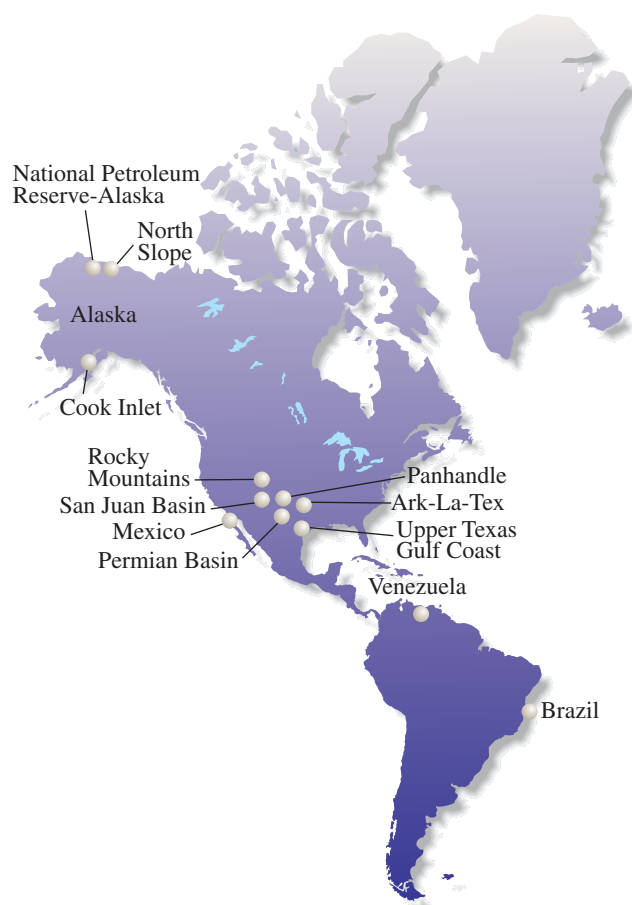 National Petroleum
Reserve-Alaska
North
Slope
Alaska
Cook Inlet
Rocky
Mountains
San Juan Basin
Mexico
Permian Basin
Panhandle
Ark-La-Tex
Upper Texas
Gulf Coast
Venezuela
Brazil